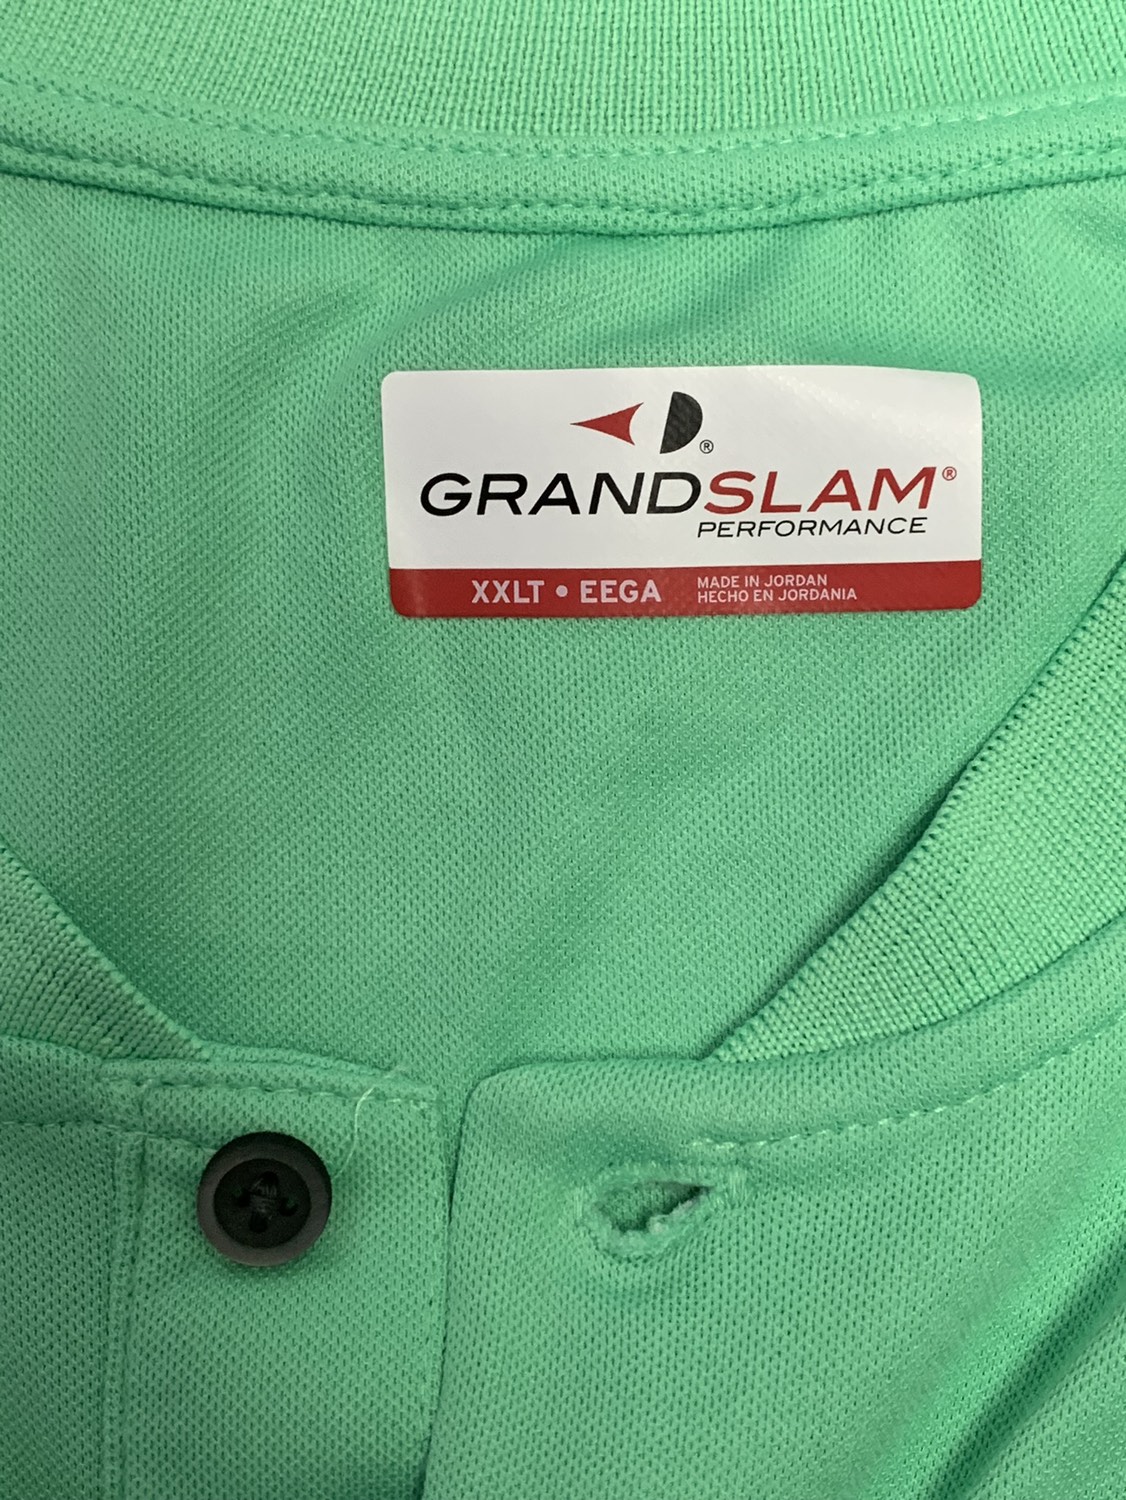 GRANDSLAM®
PERFORMANCE
XXLT • EEGA
MADE IN JORDAN
HECHO EN JORDANIA